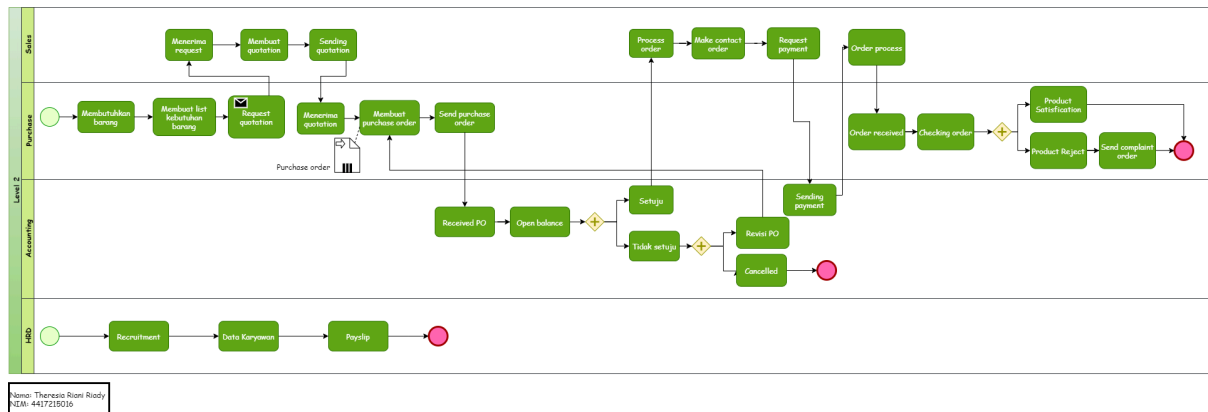 Level 2
Sales
Menerima
request
Membuat
quotation
Sending
quotation
Process
order
Make contact
order
Request
payment
Order process
Purchase
Membutuhkan
barang
Membuat list
kebutuhan
barang
Request
quotation
Menerima
quotation
Membuat
purchase order
Send purchase
order
Purchase order
Order received
Checking order
Product
Satisfication
Product Reject
Send complaint
order
Accounting
Received PO
Open balance
Setuju
Tidak setuju
Revisi PO
Cancelled
Sending
payment
HRD
Recruitment
Data Karyawan
Payslip
Nama: Theresia Riani Riady
NIM: 4417215016